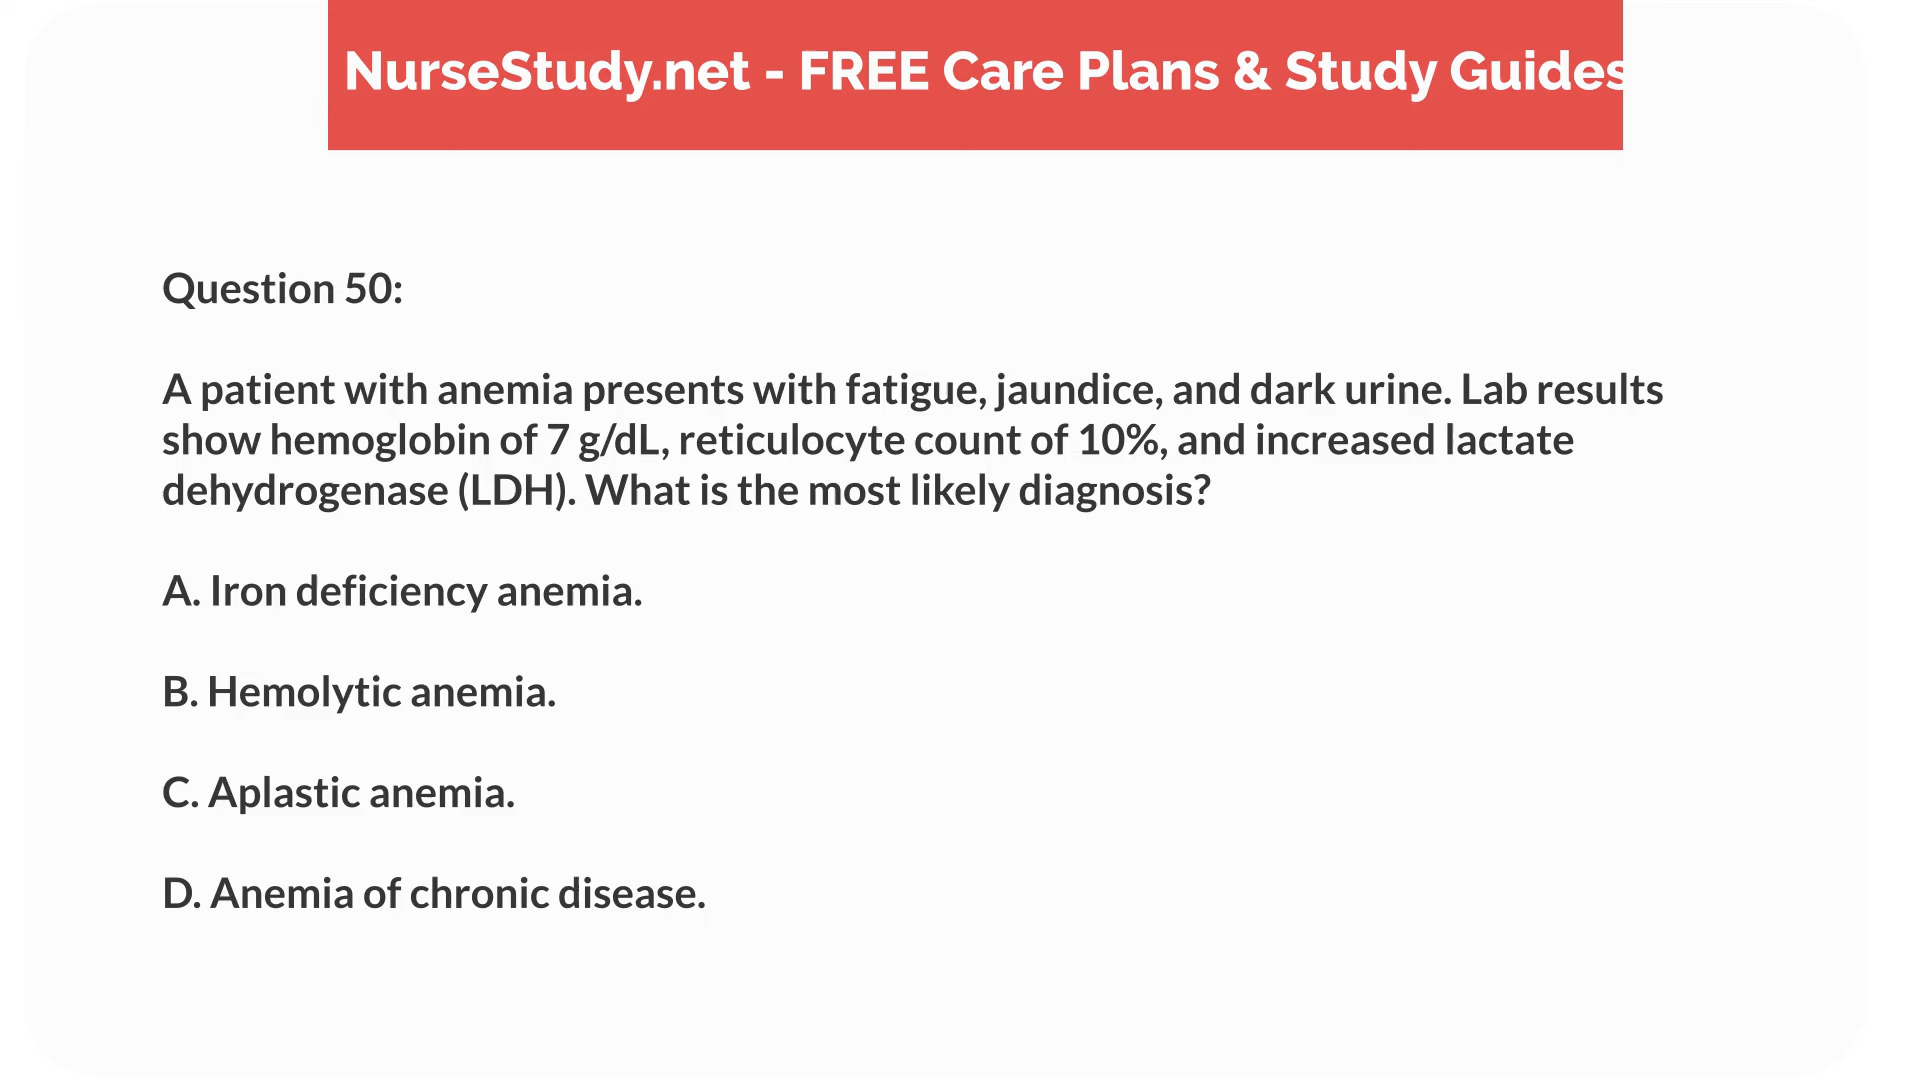 NurseStudy.net - FREE Care Plans & Study Guides
Question 50:
A patient with anemia presents with fatigue, jaundice, and dark urine. Lab results
show hemoglobin of 7 g/dL, reticulocyte count of 10%, and increased lactate
dehydrogenase (LDH). What is the most likely diagnosis?
A. Iron deficiency anemia.
B. Hemolytic anemia.
C. Aplastic anemia.
D. Anemia of chronic disease.